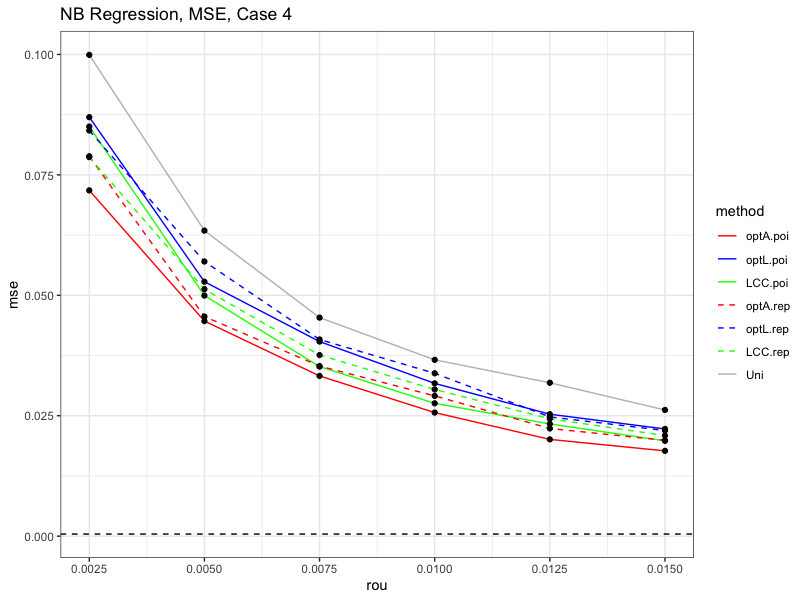 NB Regression, MSE, Case 4
0.100
0.075
0.050
0.025
0.000
mse
0.0025 0.0050 0.0075 0.0100 0.0125 0.0150
rou
method
optA.poi
optL.poi
LCC.poi
optA.rep
optL.rep
LCC.rep
Uni